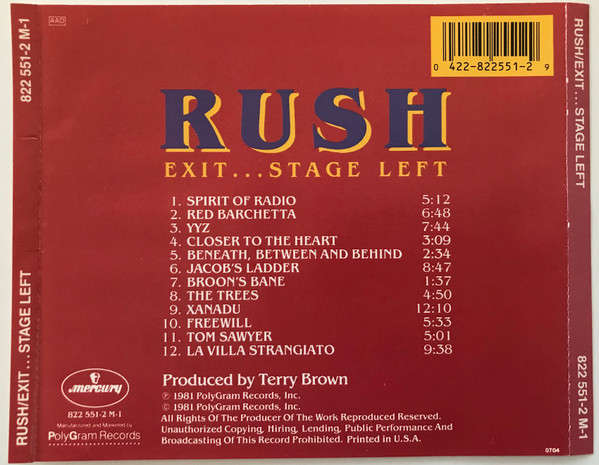 822 551-2 M-1
RUSH/EXIT...STAGE LEFT
AAD
0 422-822551-2 9
RUSH
EXIT...STAGE LEFT
1. SPIRIT OF RADIO 5:12
2. RED BARCHETTA 6:48
3. YYZ 7:44
4. CLOSER TO THE HEART 3:09
5. BENEATH, BETWEEN AND BEHIND 2:34
6. JACOB'S LADDER 8:47
7. BROON'S BANE 1:37
8. THE TREES 4:50
9. XANADU 12:10
10. FREEWILL 5:33
11. TOM SAWYER 5:01
12. LA VILLA STRANGIATO 9:38
Produced by Terry Brown
℗ 1981 PolyGram Records, Inc.
© 1981 PolyGram Records, Inc.
All Rights Of The Producer Of The Work Reproduced Reserved.
Unauthorized Copying, Hiring, Lending, Public Performance And
Broadcasting Of This Record Prohibited. Printed in U.S.A.
mercury
822 551-2 M-1
Manufactured and Marketed by
PolyGram Records
0704
RUSH/EXIT...STAGE LEFT
822 551-2 M-1